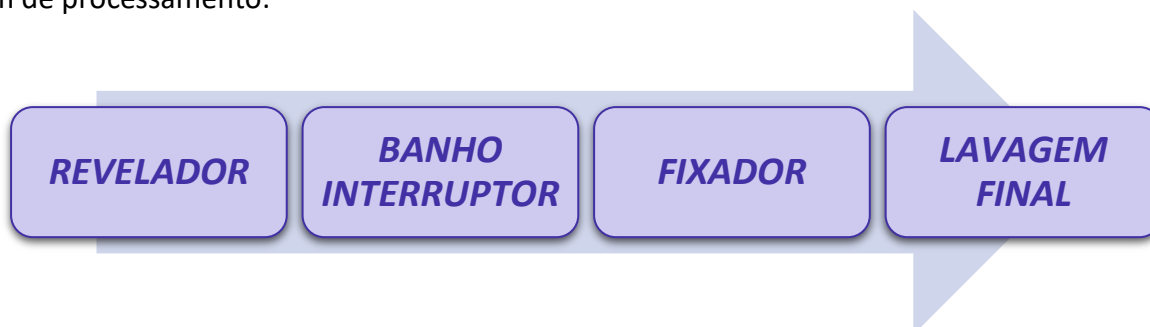 de processamento:
REVELADOR
BANHO
INTERRUPTOR
FIXADOR
LAVAGEM
FINAL